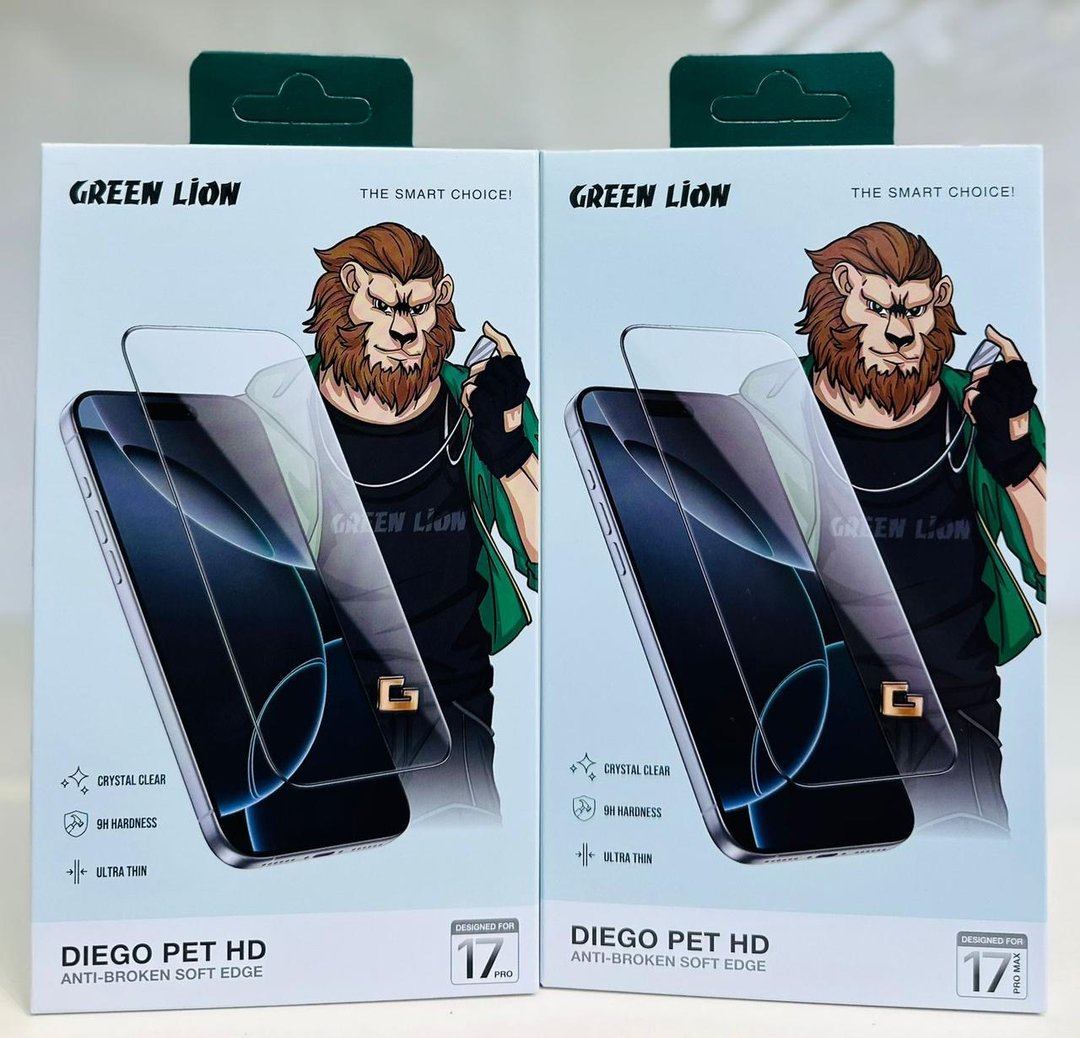 GREEN LION
THE SMART CHOICE!
GREEN LION
G
CRYSTAL CLEAR
9H HARDNESS
ULTRA THIN
DIEGO PET HD
ANTI-BROKEN SOFT EDGE
DESIGNED FOR
17 PRO
GREEN LION
THE SMART CHOICE!
GREEN LION
G
CRYSTAL CLEAR
9H HARDNESS
ULTRA THIN
DIEGO PET HD
ANTI-BROKEN SOFT EDGE
DESIGNED FOR
17 PRO MAX